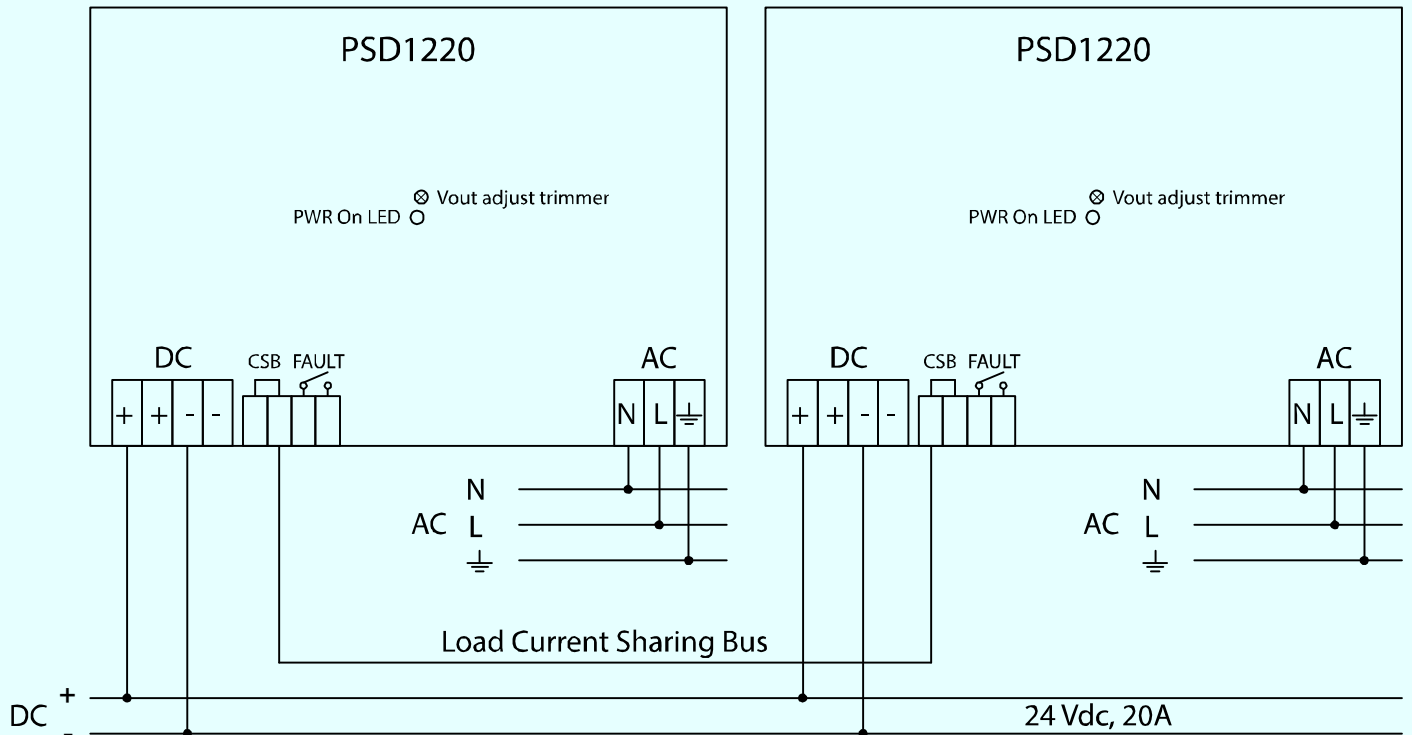 PSD1220
PSD1220
Vout adjust trimmer
PWR On LED
Vout adjust trimmer
PWR On LED
DC CSB FAULT AC
+ + - - N L
DC CSB FAULT AC
+ + - - N L
N
AC L
N
AC L
Load Current Sharing Bus
+
DC 24 Vdc, 20A
-